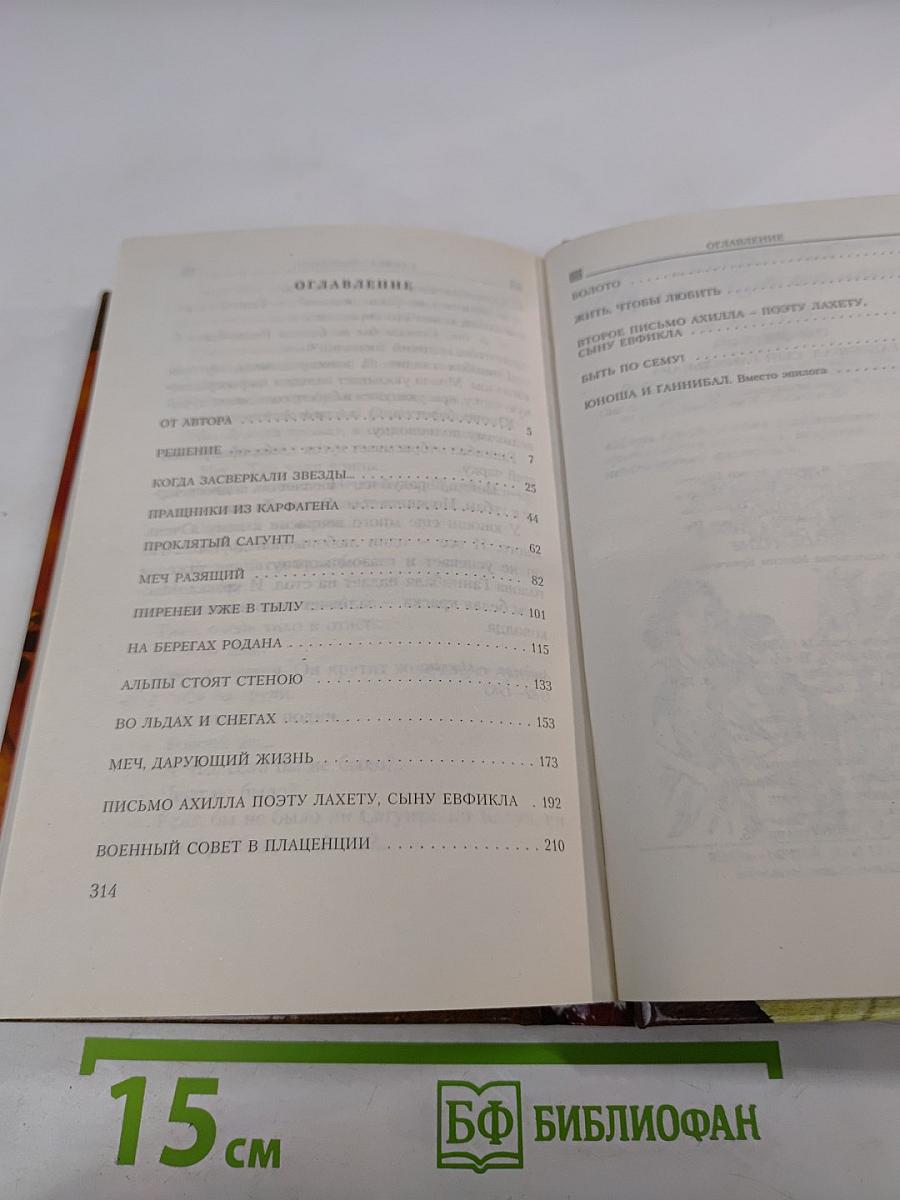 ОГЛАВЛЕНИЕ
ОТ АВТОРА . . . . . . . . . . . . . . . . . . . . . . . . . . 5
РЕШЕНИЕ . . . . . . . . . . . . . . . . . . . . . . . . . . . 7
КОГДА ЗАСВЕРКАЛИ ЗВЕЗДЫ... . . . . . . . . . . . . . . 25
ПРАЩНИКИ ИЗ КАРФАГЕНА . . . . . . . . . . . . . . . . 44
ПРОКЛЯТЫЙ САГУНТ! . . . . . . . . . . . . . . . . . . . 62
МЕЧ РАЗЯЩИЙ . . . . . . . . . . . . . . . . . . . . . . . 82
ПИРЕНЕИ УЖЕ В ТЫЛУ . . . . . . . . . . . . . . . . . . 101
НА БЕРЕГАХ РОДАНА . . . . . . . . . . . . . . . . . . . 115
АЛЬПЫ СТОЯТ СТЕНОЮ . . . . . . . . . . . . . . . . . 133
ВО ЛЬДАХ И СНЕГАХ . . . . . . . . . . . . . . . . . . . 153
МЕЧ, ДАРУЮЩИЙ ЖИЗНЬ . . . . . . . . . . . . . . . . 173
ПИСЬМО АХИЛЛА ПОЭТУ ЛАХЕТУ, СЫНУ ЕВФИКЛА . 192
ВОЕННЫЙ СОВЕТ В ПЛАЦЕНЦИИ . . . . . . . . . . . . 210
314
ОГЛАВЛЕНИЕ
БОЛОТО
ЖИТЬ, ЧТОБЫ ЛЮБИТЬ
ВТОРОЕ ПИСЬМО АХИЛЛА – ПОЭТУ ЛАХЕТУ,
СЫНУ ЕВФИКЛА
БЫТЬ ПО СЕМУ!
ЮНОША И ГАННИБАЛ. Вместо эпилога
15 см
БФ БИБЛИОФАН